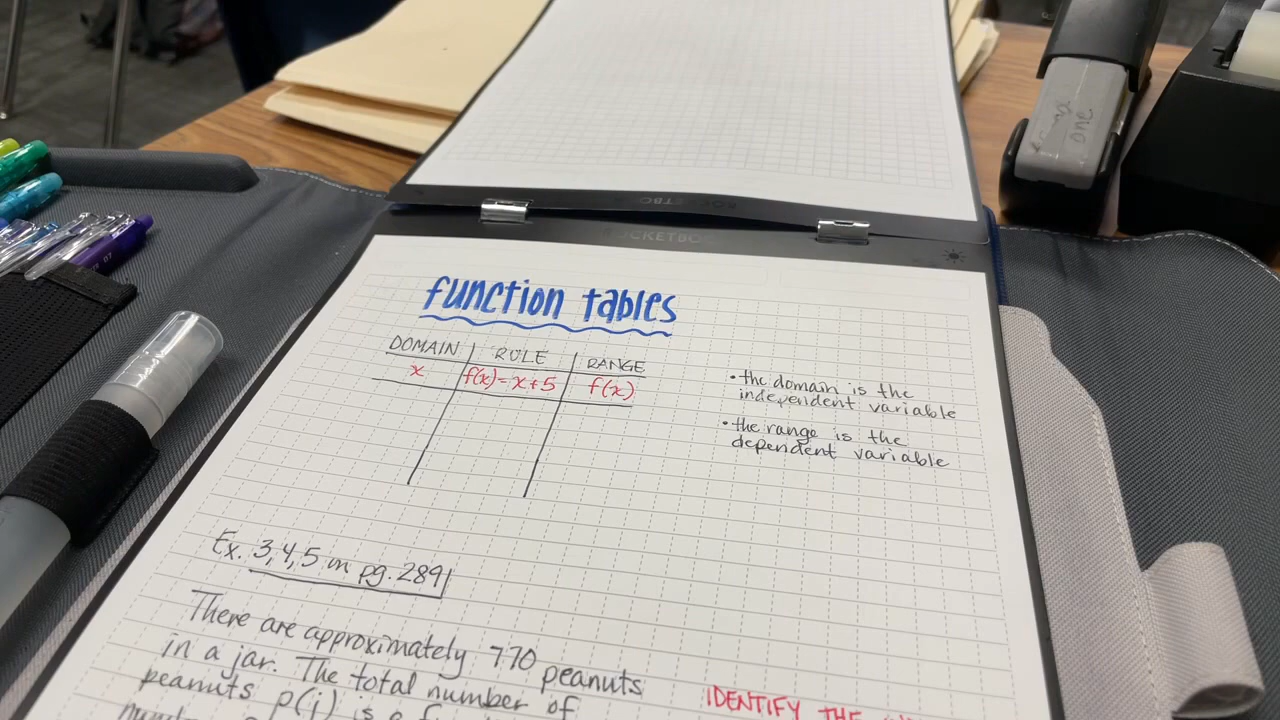 function tables
DOMAIN | RULE | RANGE
x | f(x)=x+5 | f(x)
• the domain is the
independent variable
• the range is the
dependent variable
Ex. 3,4,5 on pg. 289
There are approximately 770 peanuts
in a jar. The total number of
peanuts p(j) is a
IDENTIFY THE
one